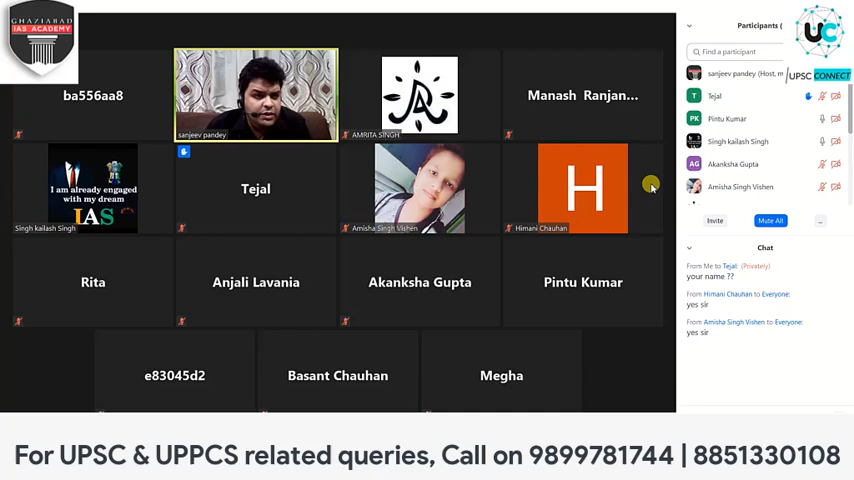 GHAZIABAD
IAS ACADEMY
ba556aa8
sanjeev pandey
AMRITA SINGH
Manash Ranjan...
I am already engaged
with my dream
IAS
Singh kailash Singh
Tejal
Amisha Singh Vishen
H
Himani Chauhan
Rita
Anjali Lavania
Akanksha Gupta
Pintu Kumar
e83045d2
Basant Chauhan
Megha
Participants (
UC
UPSC CONNECT
Find a participant
sanjeev pandey (Host, m
T Tejal
PK Pintu Kumar
Singh kailash Singh
AG Akanksha Gupta
Amisha Singh Vishen
Invite
Mute All
...
Chat
From Me to Tejal: (Privately)
your name ??
From Himani Chauhan to Everyone:
yes sir
From Amisha Singh Vishen to Everyone:
yes sir
For UPSC & UPPCS related queries, Call on 9899781744 | 8851330108